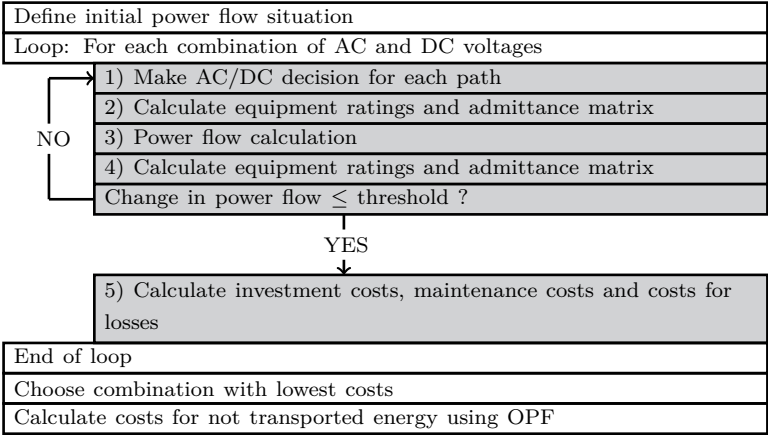 Define initial power flow situation
Loop: For each combination of AC and DC voltages
1) Make AC/DC decision for each path
2) Calculate equipment ratings and admittance matrix
NO
3) Power flow calculation
4) Calculate equipment ratings and admittance matrix
Change in power flow ≤ threshold ?
YES
5) Calculate investment costs, maintenance costs and costs for
losses
End of loop
Choose combination with lowest costs
Calculate costs for not transported energy using OPF